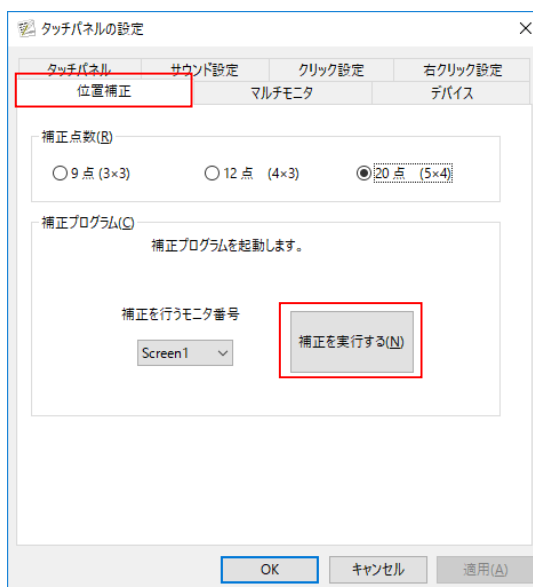 タッチパネルの設定
タッチパネル サウンド設定 クリック設定 右クリック設定
位置補正 マルチモニタ デバイス
補正点数(R)
9 点 (3×3) 12 点 (4×3) 20 点 (5×4)
補正プログラム(C)
補正プログラムを起動します。
補正を行うモニタ番号
Screen1
補正を実行する(N)
OK キャンセル 適用(A)